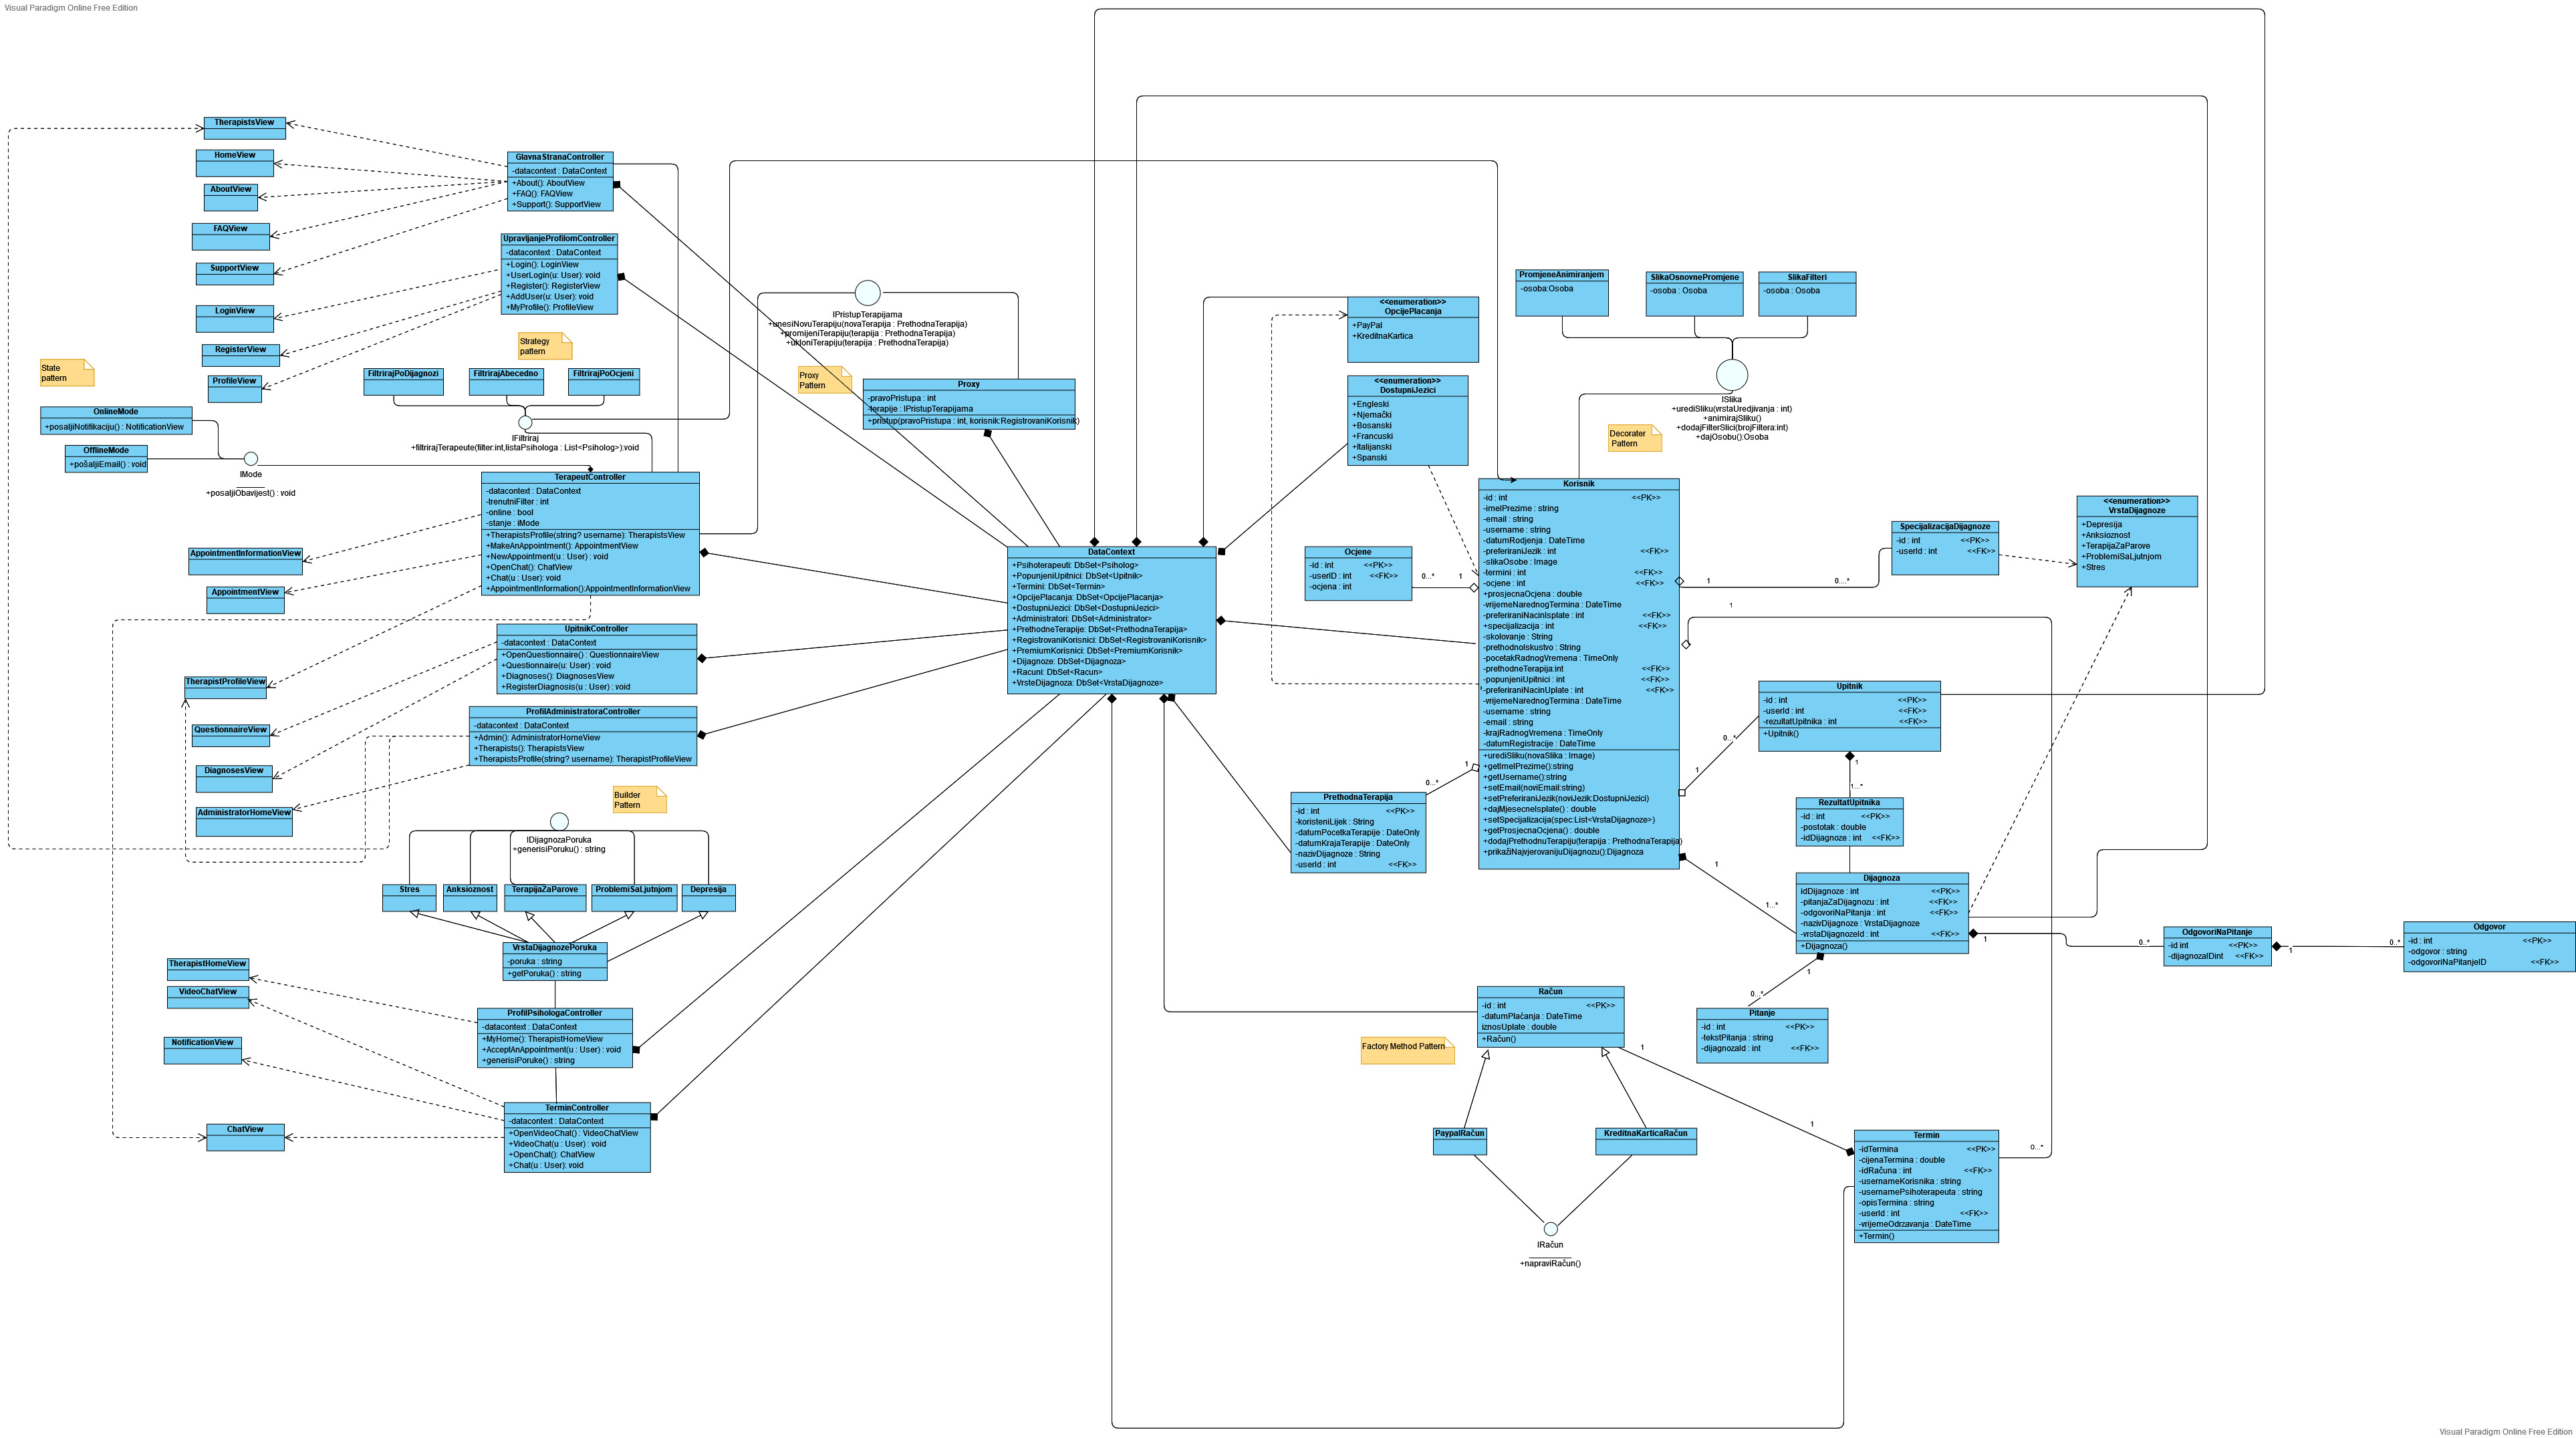 Visual Paradigm Online Free Edition
TherapistsView
HomeView
AboutView
FAQView
SupportView
LoginView
RegisterView
ProfileView
GlavnaStranaController
-datacontext : DataContext
+About(): AboutView
+FAQ(): FAQView
+Support(): SupportView
UpravljanjeProfilomController
-datacontext : DataContext
+Login(): LoginView
+UserLogin(u: User): void
+Register(): RegisterView
+AddUser(u: User): void
+MyProfile(): ProfileView
State
pattern
OnlineMode
+posaljiNotifikaciju() : NotificationView
OfflineMode
+pošaljiEmail() : void
IMode
+posaljiObavijest() : void
Strategy
pattern
FiltrirajPoDijagnozi
FiltrirajAbecedno
FiltrirajPoOcjeni
IFiltriraj
+filtrirajTerapeute(filter:int,listaPsihologa : List<Psiholog>):void
TerapeutController
-datacontext : DataContext
-trenutniFilter : int
-online : bool
-stanje : iMode
+TherapistsProfile(string? username): TherapistsView
+MakeAnAppointment(): AppointmentView
+NewAppointment(u : User) : void
+OpenChat(): ChatView
+Chat(u : User): void
+AppointmentInformation():AppointmentInformationView
AppointmentInformationView
AppointmentView
TherapistProfileView
QuestionnaireView
DiagnosesView
AdministratorHomeView
UpitnikController
-datacontext : DataContext
+OpenQuestionnaire() : QuestionnaireView
+Questionnaire(u: User) : void
+Diagnoses(): DiagnosesView
+RegisterDiagnosis(u : User) : void
ProfilAdministratoraController
-datacontext : DataContext
+Admin(): AdministratorHomeView
+Therapists(): TherapistsView
+TherapistsProfile(string? username): TherapistProfileView
Builder
Pattern
IDijagnozaPoruka
+generisiPoruku() : string
Stres
Anksioznost
TerapijaZaParove
ProblemiSaLjutnjom
Depresija
VrstaDijagnozePoruka
-poruka : string
+getPoruka() : string
TherapistHomeView
VideoChatView
NotificationView
ChatView
ProfilPsihologaController
-datacontext : DataContext
+MyHome(): TherapistHomeView
+AcceptAnAppointment(u : User) : void
+generisiPoruke() : string
TerminController
-datacontext : DataContext
+OpenVideoChat() : VideoChatView
+VideoChat(u : User) : void
+OpenChat(): ChatView
+Chat(u : User): void
IPristupTerapijama
+unesiNovuTerapiju(novaTerapija : PrethodnaTerapija)
+promijeniTerapiju(terapija : PrethodnaTerapija)
+ukloniTerapiju(terapija : PrethodnaTerapija)
Proxy
Pattern
Proxy
-pravoPristupa : int
-terapije : IPristupTerapijama
+pristup(pravoPristupa : int, korisnik:RegistrovaniKorisnik)
DataContext
+Psihoterapeuti: DbSet<Psiholog>
+PopunjeniUpitnici: DbSet<Upitnik>
+Termini: DbSet<Termin>
+OpcijePlacanja: DbSet<OpcijePlacanja>
+DostupniJezici: DbSet<DostupniJezici>
+Administratori: DbSet<Administrator>
+PrethodneTerapije: DbSet<PrethodnaTerapija>
+RegistrovaniKorisnici: DbSet<RegistrovaniKorisnik>
+PremiumKorisnici: DbSet<PremiumKorisnik>
+Dijagnoze: DbSet<Dijagnoza>
+Racuni: DbSet<Racun>
+VrsteDijagnoza: DbSet<VrstaDijagnoze>
<<enumeration>>
OpcijePlacanja
+PayPal
+KreditnaKartica
<<enumeration>>
DostupniJezici
+Engleski
+Njemački
+Bosanski
+Francuski
+Italijanski
+Spanski
PromjeneAnimiranjem
-osoba:Osoba
SlikaOsnovnePromjene
-osoba : Osoba
SlikaFilteri
-osoba : Osoba
ISlika
+urediSliku(vrstaUredjivanja : int)
+animirajSliku()
+dodajFilterSlici(brojFiltera:int)
+dajOsobu():Osoba
Decorater
Pattern
Ocjene
-id : int <<PK>>
-userID : int <<FK>>
-ocjena : int
0...*
1
Korisnik
-id : int <<PK>>
-imeIPrezime : string
-email : string
-username : string
-datumRodjenja : DateTime
-preferiraniJezik : int <<FK>>
-slikaOsobe : Image
-termini : int <<FK>>
-ocjene : int <<FK>>
+prosjecnaOcjena : double
-vrijemeNarednogTermina : DateTime
-preferiraniNacinIsplate : int <<FK>>
+specijalizacija : int <<FK>>
-skolovanje : String
-prethodnoIskustvo : String
-pocetakRadnogVremena : TimeOnly
-prethodneTerapija:int <<FK>>
-popunjeniUpitnici : int <<FK>>
-preferiraniNacinUplate : int <<FK>>
-vrijemeNarednogTermina : DateTime
-username : string
-email : string
-krajRadnogVremena : TimeOnly
-datumRegistracije : DateTime
+urediSliku(novaSlika : Image)
+getImeIPrezime():string
+getUsername():string
+setEmail(noviEmail:string)
+setPreferiraniJezik(noviJezik:DostupniJezici)
+dajMjesecneIsplate() : double
+setSpecijalizacija(spec:List<VrstaDijagnoze>)
+getProsjecnaOcjena() : double
+dodajPrethodnuTerapiju(terapija : PrethodnaTerapija)
+prikažiNajvjerovanijuDijagnozu():Dijagnoza
1
0....*
1
SpecijalizacijaDijagnoze
-id : int <<PK>>
-userId : int <<FK>>
<<enumeration>>
VrstaDijagnoze
+Depresija
+Anksioznost
+TerapijaZaParove
+ProblemiSaLjutnjom
+Stres
Upitnik
-id : int <<PK>>
-userId : int <<FK>>
-rezultatUpitnika : int <<FK>>
+Upitnik()
0...*
1
1
1...*
RezultatUpitnika
-id : int <<PK>>
-postotak : double
-idDijagnoze : int <<FK>>
PrethodnaTerapija
-id : int <<PK>>
-koristeniLijek : String
-datumPocetkaTerapije : DateOnly
-datumKrajaTerapije : DateOnly
-nazivDijagnoze : String
-userId : int <<FK>>
0...*
1
1
1...*
Dijagnoza
idDijagnoze : int <<PK>>
-pitanjaZaDijagnozu : int <<FK>>
-odgovoriNaPitanja : int <<FK>>
-nazivDijagnoze : VrstaDijagnoze
-vrstaDijagnozeId : int <<FK>>
+Dijagnoza()
1
0..*
OdgovoriNaPitanje
-id int <<PK>>
-dijagnozaIDint <<FK>>
1
0..*
Odgovor
-id : int <<PK>>
-odgovor : string
-odgovoriNaPitanjeID <<FK>>
1
0...*
Pitanje
-id : int <<PK>>
-tekstPitanja : string
-dijagnozaId : int <<FK>>
Factory Method Pattern
Račun
-id : int <<PK>>
-datumPlaćanja : DateTime
iznosUplate : double
+Račun()
1
1
PaypalRačun
KreditnaKarticaRačun
IRačun
+napraviRačun()
Termin
-idTermina <<PK>>
-cijenaTermina : double
-idRačuna : int <<FK>>
-usernameKorisnika : string
-usernamePsihoterapeuta : string
-opisTermina : string
-userId : int <<FK>>
-vrijemeOdrzavanja : DateTime
+Termin()
0...*
Visual Paradigm Online Free Edition